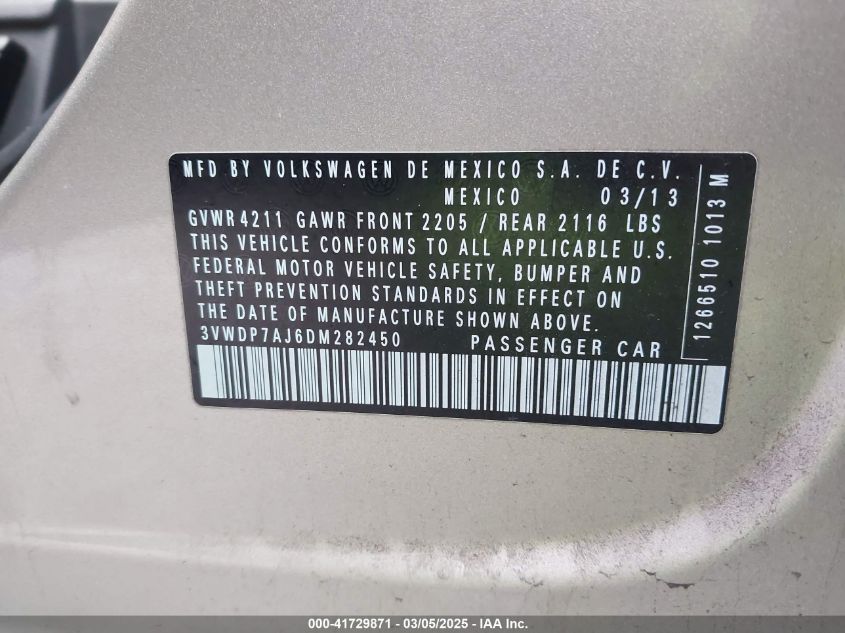 MFD BY VOLKSWAGEN DE MEXICO S.A. DE C.V.
MEXICO 03/13
GVWR 4211 GAWR FRONT 2205 / REAR 2116 LBS
THIS VEHICLE CONFORMS TO ALL APPLICABLE U.S.
FEDERAL MOTOR VEHICLE SAFETY, BUMPER AND
THEFT PREVENTION STANDARDS IN EFFECT ON
THE DATE OF MANUFACTURE SHOWN ABOVE.
3VWDP7AJ6DM282450 PASSENGER CAR
1266510 1013 M
000-41729871 / 03/05/2025 - IAA Inc.